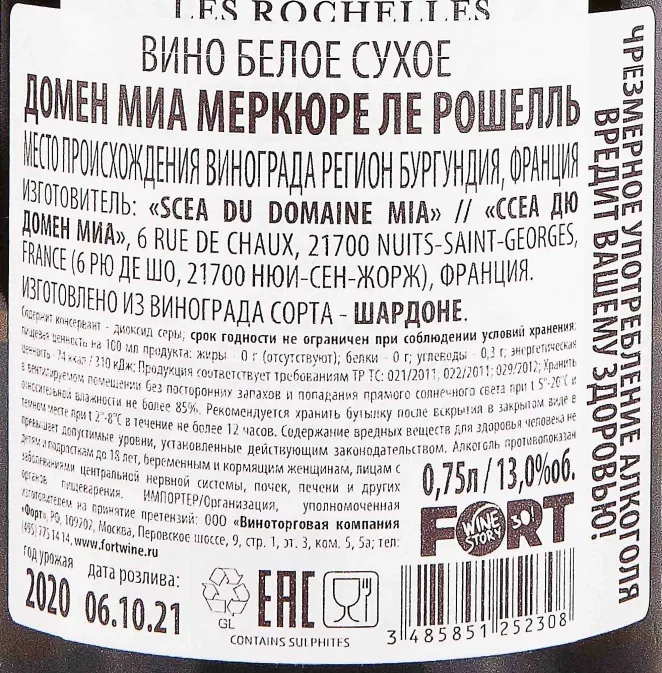 LES ROCHELLES
ВИНО БЕЛОЕ СУХОЕ
ДОМЕН МИА МЕРКЮРЕ ЛЕ РОШЕЛЛЬ
МЕСТО ПРОИСХОЖДЕНИЯ ВИНОГРАДА РЕГИОН БУРГУНДИЯ, ФРАНЦИЯ
ИЗГОТОВИТЕЛЬ: «SCEA DU DOMAINE MIA» // «ССЕА ДЮ
ДОМЕН МИА», 6 RUE DE CHAUX, 21700 NUITS-SAINT-GEORGES,
FRANCE (6 РЮ ДЕ ШО, 21700 НЮИ-СЕН-ЖОРЖ), ФРАНЦИЯ.
ИЗГОТОВЛЕНО ИЗ ВИНОГРАДА СОРТА - ШАРДОНЕ.
Содержит консервант - диоксид серы; срок годности не ограничен при соблюдении условий хранения;
пищевая ценность на 100 мл продукта: жиры - 0 г (отсутствуют); белки - 0 г; углеводы - 0,3 г; энергетическая
ценность - 74 ккал / 310 кДж; Продукция соответствует требованиям ТР ТС: 021/2011; 022/2011; 029/2012; Хранить
в вентилируемом помещении без посторонних запахов и попадания прямого солнечного света при t 5°-20°С и
относительной влажности не более 85%. Рекомендуется хранить бутылку после вскрытия в закрытом виде в
темном месте при t 2°-8°С в течение не более 12 часов. Содержание вредных веществ для здоровья человека не
превышает допустимые уровни, установленные действующим законодательством. Алкоголь противопоказан
детям и подросткам до 18 лет, беременным и кормящим женщинам, лицам с
заболеваниями центральной нервной системы, почек, печени и других
органов пищеварения. ИМПОРТЕР/Организация, уполномоченная
изготовителем на принятие претензий: ООО «Виноторговая компания
«Форт», РФ, 109202, Москва, Перовское шоссе, 9, стр. 1, эт. 3, ком. 5, 5а; тел:
(495) 775 14 14, www.fortwine.ru
0,75л / 13,0%об.
FORT
WINE
STORY
30
год урожая дата розлива:
2020 06.10.21
GL
EAC
CONTAINS SULPHITES
3 485851 252308
ЧРЕЗМЕРНОЕ УПОТРЕБЛЕНИЕ АЛКОГОЛЯ
ВРЕДИТ ВАШЕМУ ЗДОРОВЬЮ!